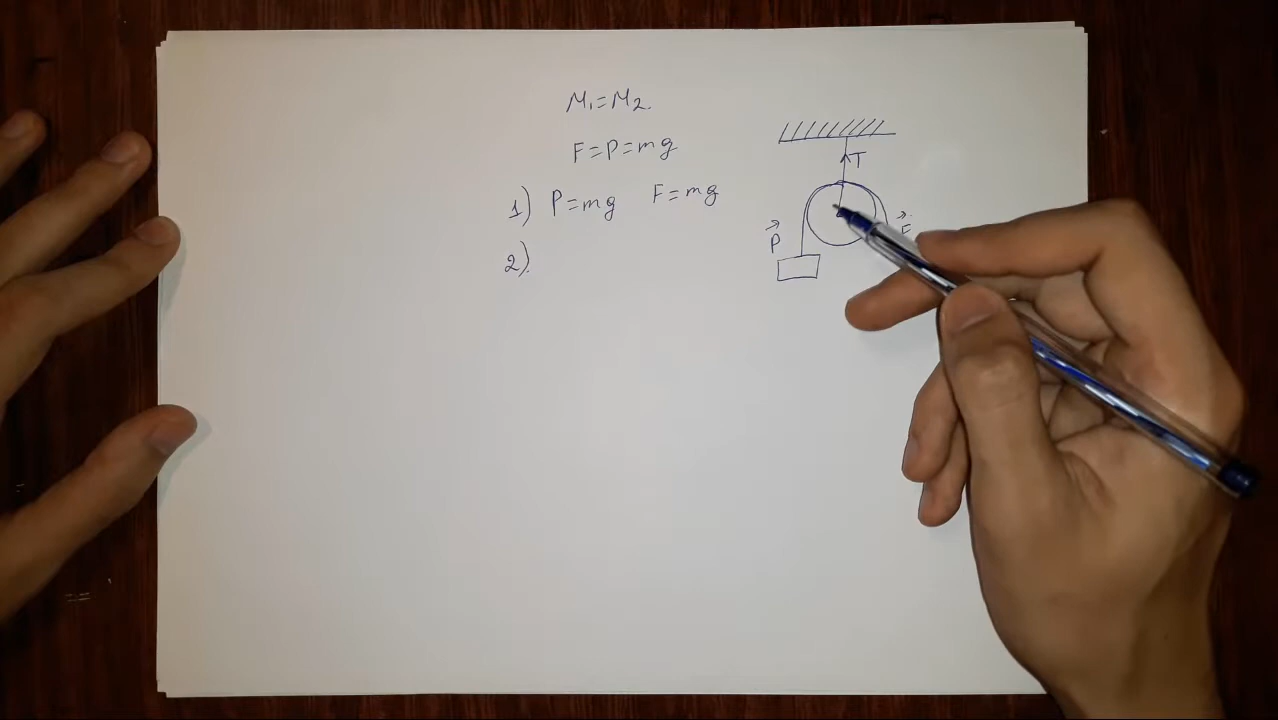 M₁=M₂.
F=P=mg
1) P=mg F=mg
2).
T
P⃗
F⃗